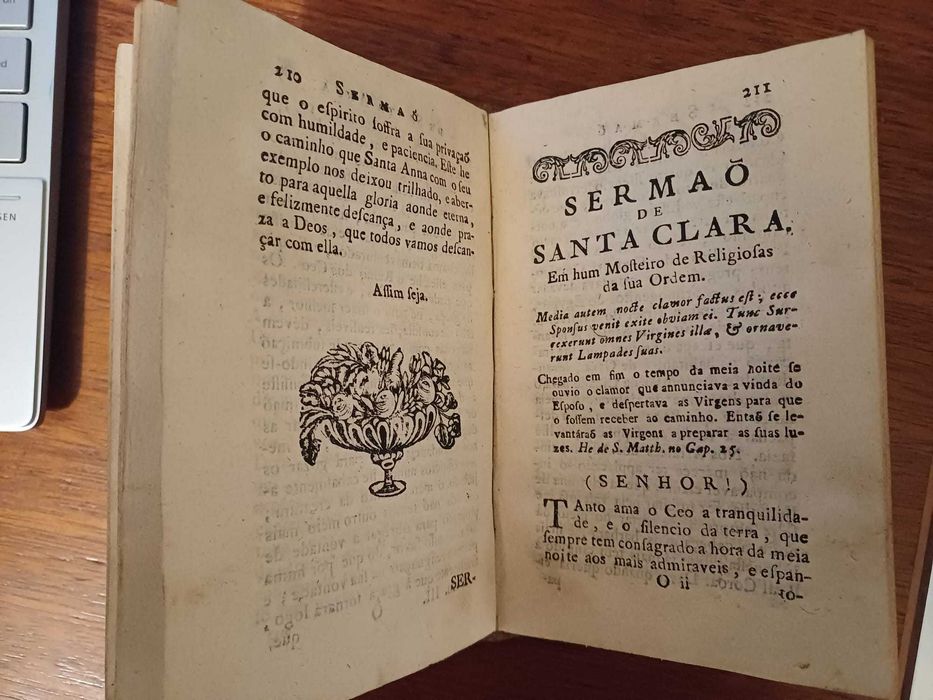 210 SERMAÕ
que o eſpirito ſoffra a ſua privaçaõ
com humildade, e paciencia. Eſte he
o caminho que Santa Anna com o ſeu
exemplo nos deixou trilhado, e aber-
to para aquella gloria aonde eterna,
e felizmente deſcança, e aonde pra-
za a Deos, que todos vamos deſcan-
çar com ella.
Aſſim ſeja.
SER-
211
SERMAÕ
DE
SANTA CLARA,
Em hum Moſteiro de Religioſas
da ſua Ordem.
Media autem nocte clamor factus eſt; ecce
Sponſus venit exite obviam ei. Tunc Sur-
rexerunt omnes Virgines illæ, & ornave-
runt Lampades ſuas.
Chegado em fim o tempo da meia noite ſe
ouvio o clamor que annunciava a vinda do
Eſpoſo, e deſpertava as Virgens para que
o foſſem receber ao caminho. Entaõ ſe le-
vantáraõ as Virgens a preparar as ſuas lu-
zes. He de S. Matth. no Cap. 25.
(SENHOR!)
TAnto ama o Ceo a tranquilida-
de, e o ſilencio da terra, que
ſempre tem conſagrado a hora da meia
noite aos mais admiraveis, e eſpan-
O ii
to-